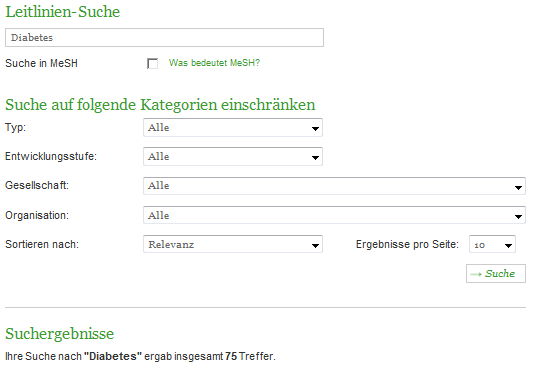 Leitlinien-Suche
Diabetes
Suche in MeSH Was bedeutet MeSH?
Suche auf folgende Kategorien einschränken
Typ: Alle
Entwicklungsstufe: Alle
Gesellschaft: Alle
Organisation: Alle
Sortieren nach: Relevanz Ergebnisse pro Seite: 10
→ Suche
Suchergebnisse
Ihre Suche nach "Diabetes" ergab insgesamt 75 Treffer.